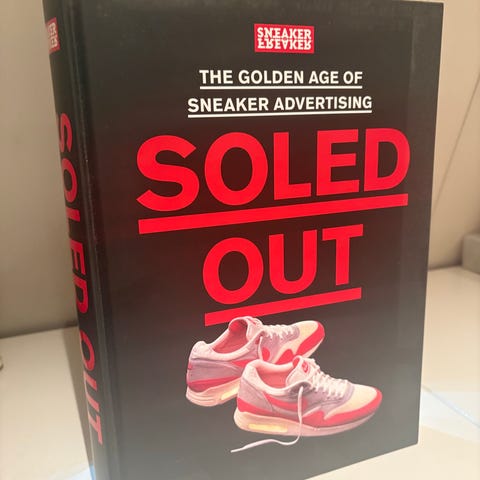 SNEAKER
FREAKER
THE GOLDEN AGE OF
SNEAKER ADVERTISING
SOLED
OUT
SOLED OUT